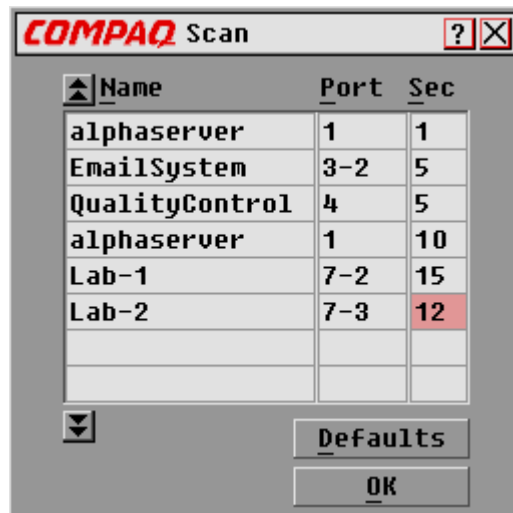 COMPAQ Scan ? X
Name Port Sec
alphaserver 1 1
EmailSystem 3-2 5
QualityControl 4 5
alphaserver 1 10
Lab-1 7-2 15
Lab-2 7-3 12
Defaults
OK